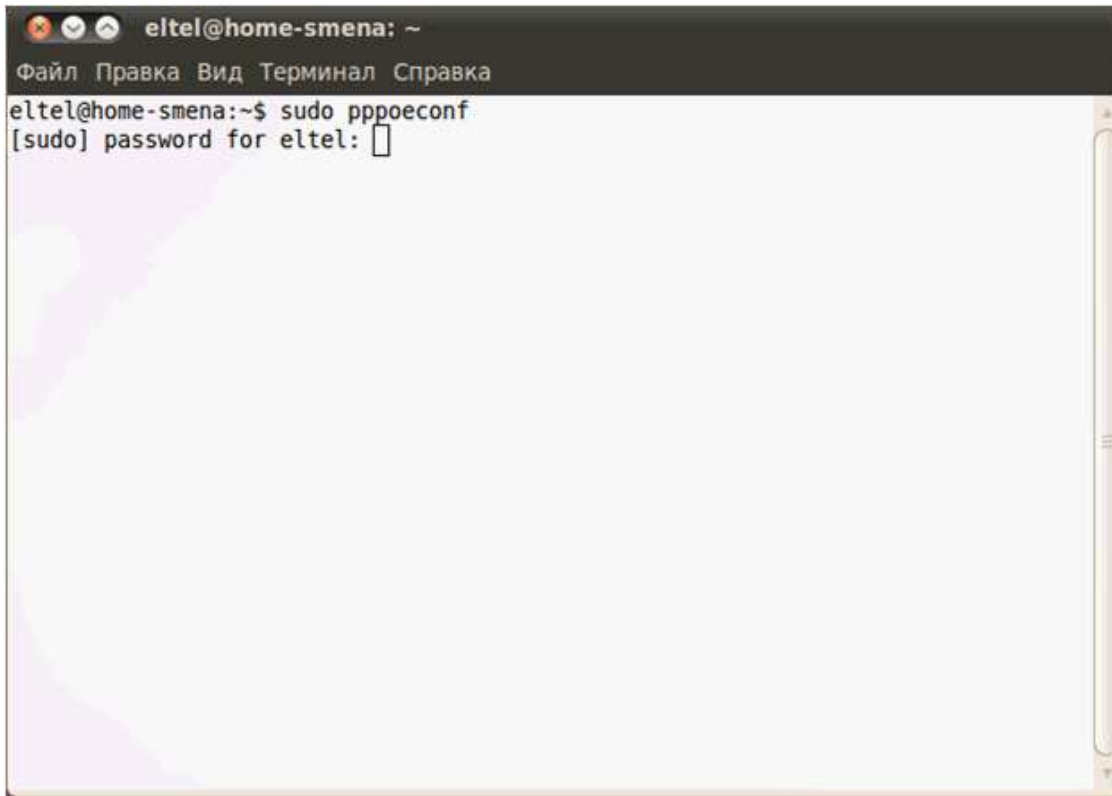 eltel@home-smena: ~
Файл Правка Вид Терминал Справка
eltel@home-smena:~$ sudo pppoeconf
[sudo] password for eltel: